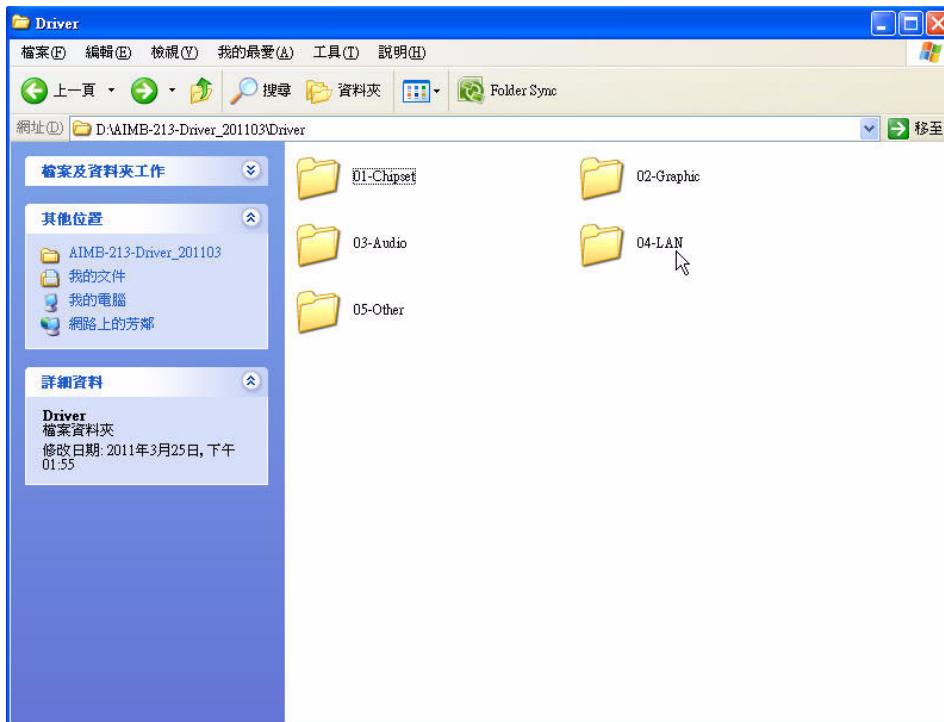 Driver
檔案(F) 編輯(E) 檢視(V) 我的最愛(A) 工具(T) 說明(H)
上一頁 搜尋 資料夾 Folder Sync
網址(D) D:\AIMB-213-Driver_201103\Driver 移至
檔案及資料夾工作
其他位置
AIMB-213-Driver_201103
我的文件
我的電腦
網路上的芳鄰
詳細資料
Driver
檔案資料夾
修改日期: 2011年3月25日, 下午
01:55
01-Chipset 02-Graphic
03-Audio 04-LAN
05-Other